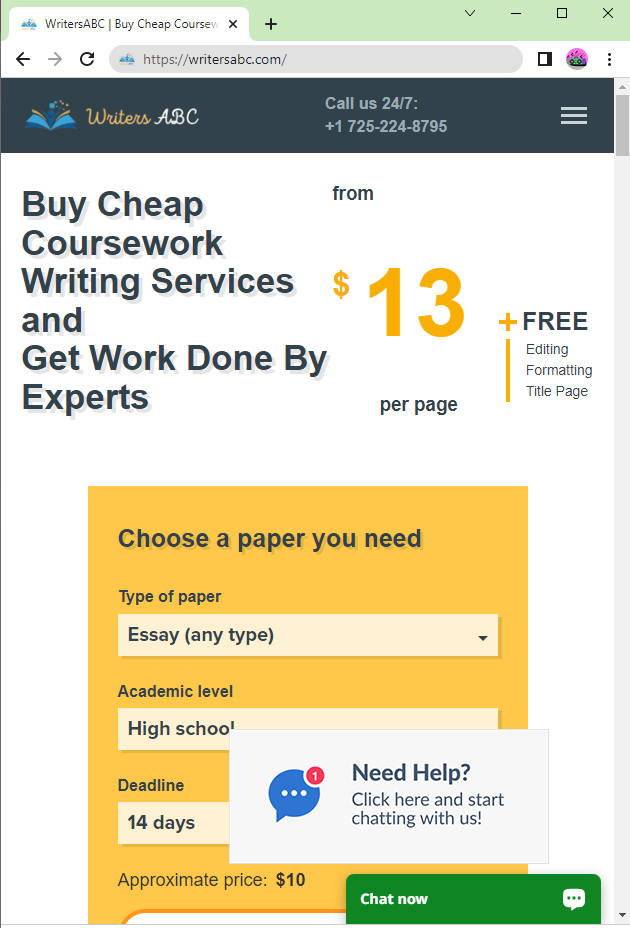 WritersABC | Buy Cheap Coursew
https://writersabc.com/
Writers ABC
Call us 24/7:
+1 725-224-8795
Buy Cheap
Coursework
Writing Services
and
Get Work Done By
Experts
from
$ 13
per page
+ FREE
Editing
Formatting
Title Page
Choose a paper you need
Type of paper
Essay (any type)
Academic level
High school
Deadline
14 days
Approximate price: $10
1
Need Help?
Click here and start
chatting with us!
Chat now